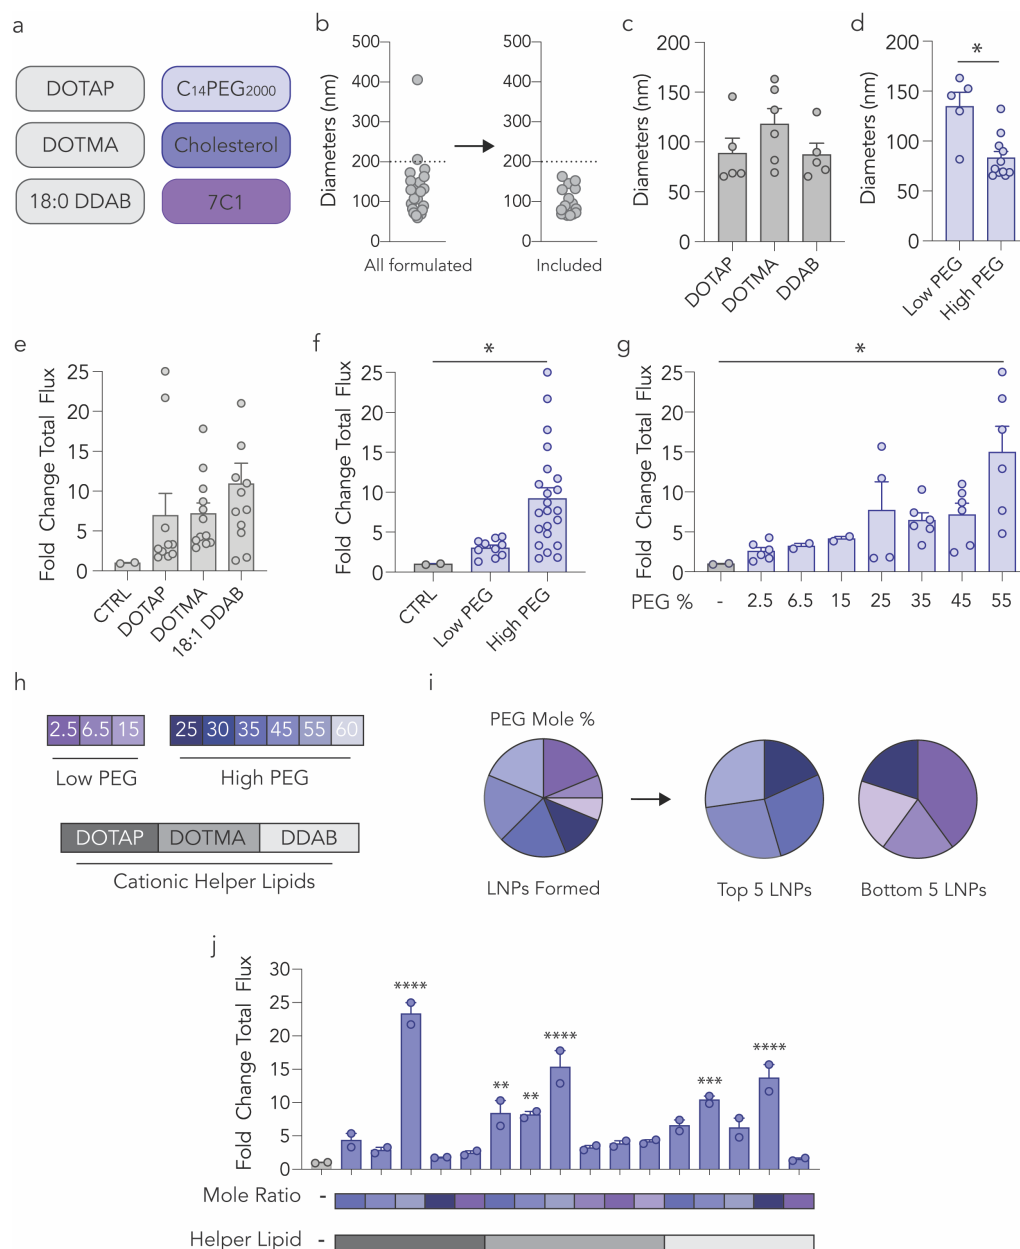 a
DOTAP
C14PEG2000
DOTMA
Cholesterol
18:0 DDAB
7C1
b
Diameters (nm)
500
400
300
200
100
0
All formulated
500
400
300
200
100
0
Included
c
Diameters (nm)
200
150
100
50
0
DOTAP
DOTMA
DDAB
d
Diameters (nm)
200
150
100
50
0
*
Low PEG
High PEG
e
Fold Change Total Flux
25
20
15
10
5
0
CTRL
DOTAP
DOTMA
18:1 DDAB
f
Fold Change Total Flux
25
20
15
10
5
0
*
CTRL
Low PEG
High PEG
g
Fold Change Total Flux
25
20
15
10
5
0
*
PEG % - 2.5 6.5 15 25 35 45 55
h
2.5 6.5 15
Low PEG
25 30 35 45 55 60
High PEG
DOTAP DOTMA DDAB
Cationic Helper Lipids
i
PEG Mole %
LNPs Formed
Top 5 LNPs
Bottom 5 LNPs
j
Fold Change Total Flux
30
25
20
15
10
5
0
****
**
**
****
***
****
Mole Ratio -
Helper Lipid -